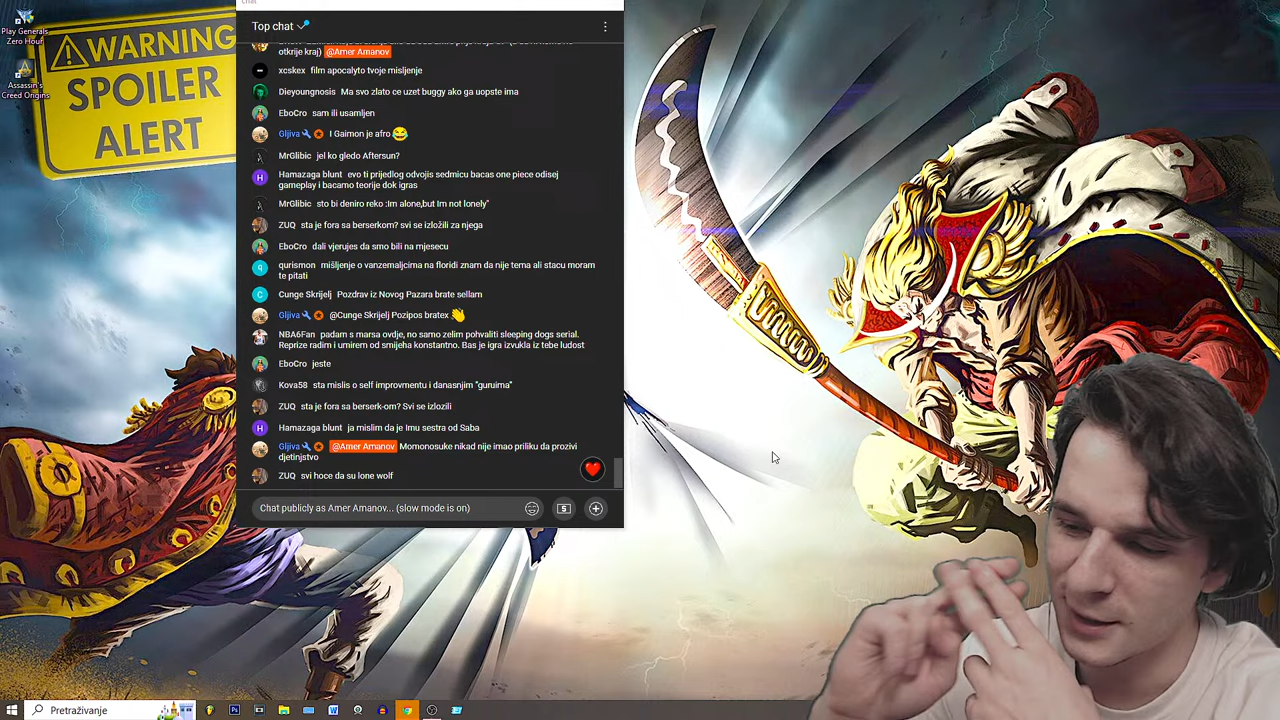 Play Generals
Zero Hour
Assassin's
Creed Origins
WARNING
SPOILER
ALERT
Top chat
otkrije kraj) @Amer Amanov
xcskex film apocalyto tvoje misljenje
Dieyoungnosis Ma svo zlato ce uzet buggy ako ga uopste ima
EboCro sam ili usamljen
Gljiva I Gaimon je afro 😂
MrGlibic jel ko gledo Aftersun?
Hamazaga blunt evo ti prijedlog odvojis sedmicu bacas one piece odisej
gameplay i bacamo teorije dok igras
MrGlibic sto bi deniro reko :Im alone,but Im not lonely"
ZUQ sta je fora sa berserkom? svi se izložili za njega
EboCro dali vjerujes da smo bili na mjesecu
qurismon mišljenje o vanzemaljcima na floridi znam da nije tema ali stacu moram
te pitati
Cunge Skrijelj Pozdrav iz Novog Pazara brate sellam
Gljiva @Cunge Skrijelj Pozipos bratex 👋
NBA6Fan padam s marsa ovdje, no samo zelim pohvaliti sleeping dogs serial.
Reprize radim i umirem od smijeha konstantno. Bas je igra izvukla iz tebe ludost
EboCro jeste
Kova58 sta mislis o self improvmentu i danasnjim "guruima"
ZUQ sta je fora sa berserk-om? Svi se izlozili
Hamazaga blunt ja mislim da je Imu sestra od Saba
Gljiva @Amer Amanov Momonosuke nikad nije imao priliku da prozivi
djetinjstvo
ZUQ svi hoce da su lone wolf
Chat publicly as Amer Amanov... (slow mode is on)
Pretraživanje